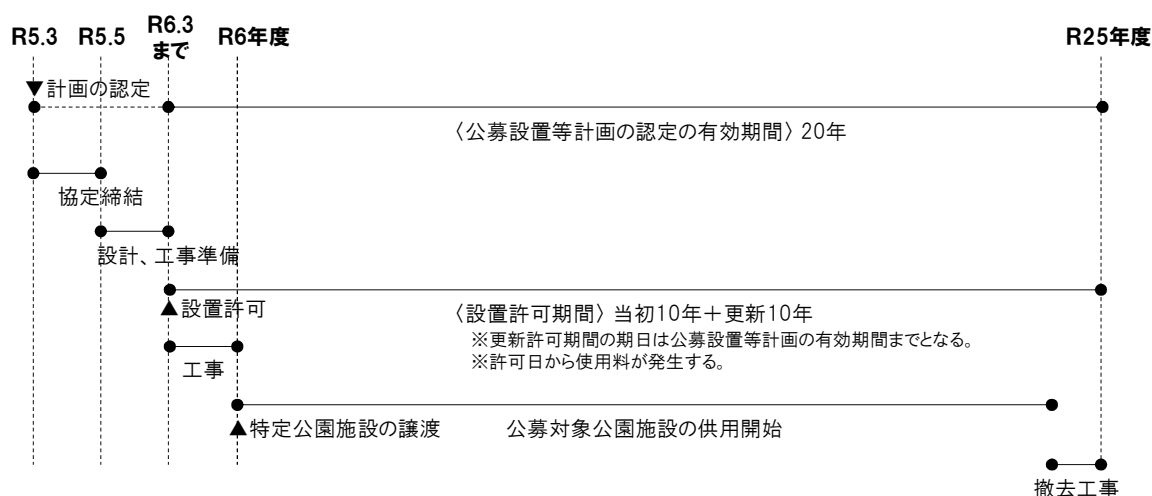 R5.3
R5.5
R6.3
まで
R6年度
R25年度
▼計画の認定
〈公募設置等計画の認定の有効期間〉 20年
協定締結
設計、工事準備
▲設置許可
〈設置許可期間〉 当初10年＋更新10年
※更新許可期間の期日は公募設置等計画の有効期間までとなる。
※許可日から使用料が発生する。
工事
▲特定公園施設の譲渡
公募対象公園施設の供用開始
撤去工事